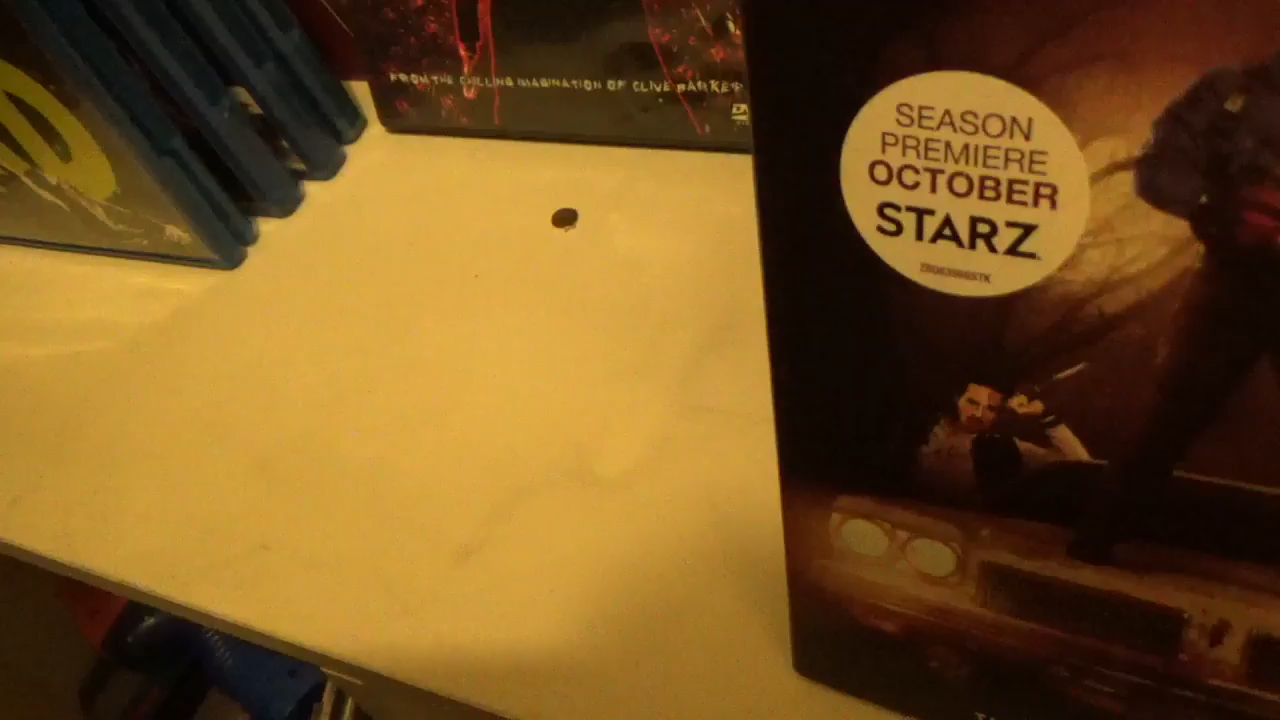 FROM THE CHILLING IMAGINATION OF CLIVE BARKER
SEASON
PREMIERE
OCTOBER
STARZ